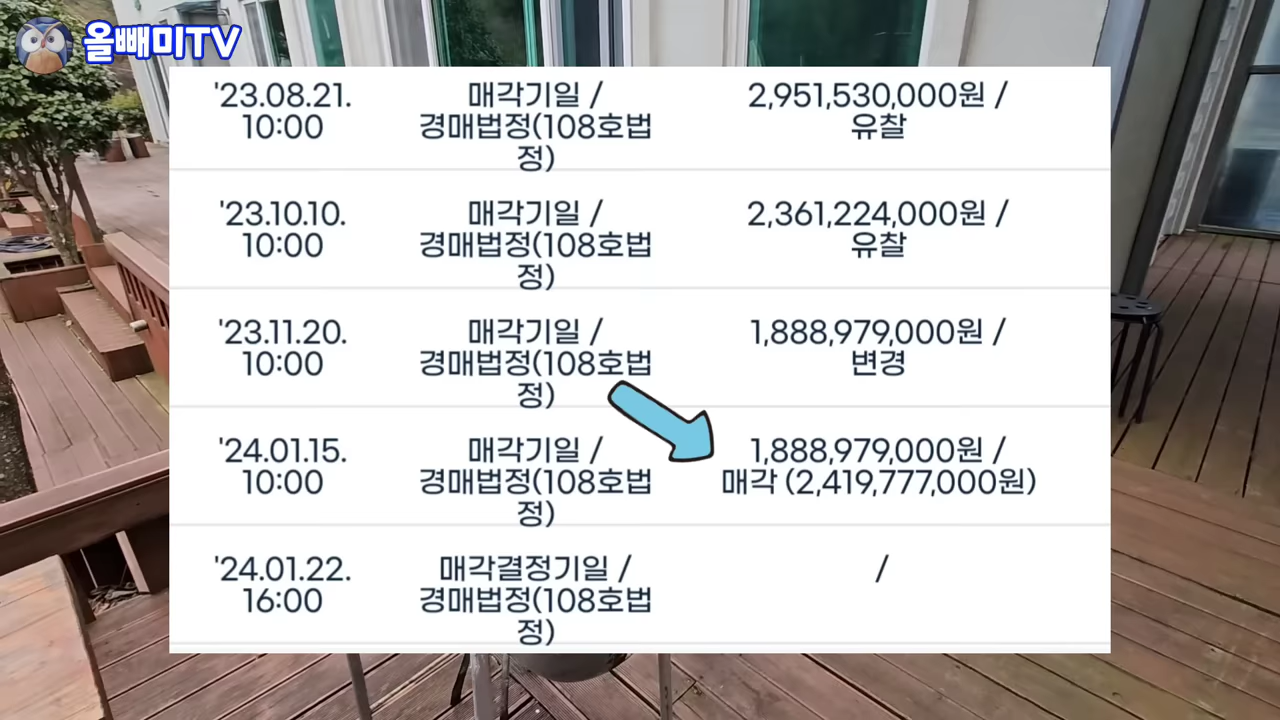 올빼미TV
'23.08.21. 매각기일 / 2,951,530,000원 /
10:00 경매법정(108호법 유찰
정)
'23.10.10. 매각기일 / 2,361,224,000원 /
10:00 경매법정(108호법 유찰
정)
'23.11.20. 매각기일 / 1,888,979,000원 /
10:00 경매법정(108호법 변경
정)
'24.01.15. 매각기일 / 1,888,979,000원 /
10:00 경매법정(108호법 매각 (2,419,777,000원)
정)
'24.01.22. 매각결정기일 / /
16:00 경매법정(108호법
정)